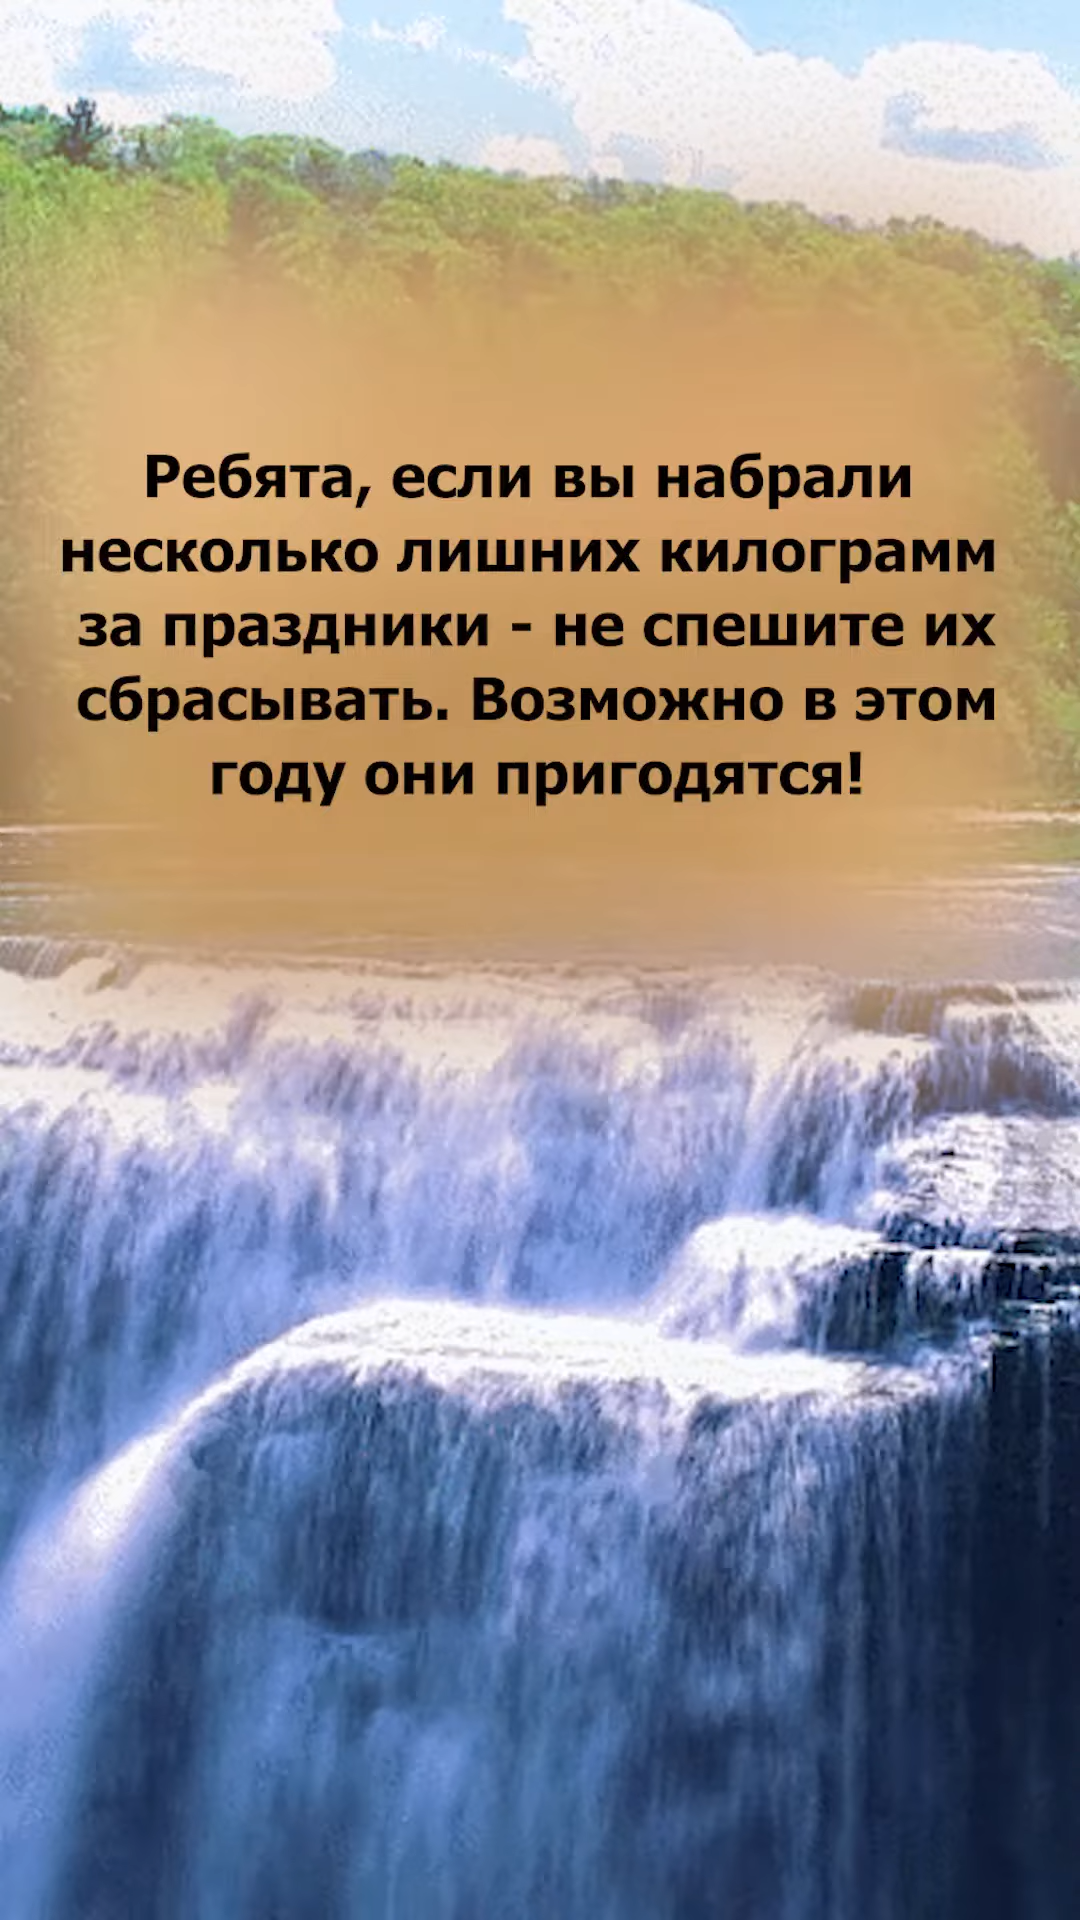 Ребята, если вы набрали
несколько лишних килограмм
за праздники - не спешите их
сбрасывать. Возможно в этом
году они пригодятся!